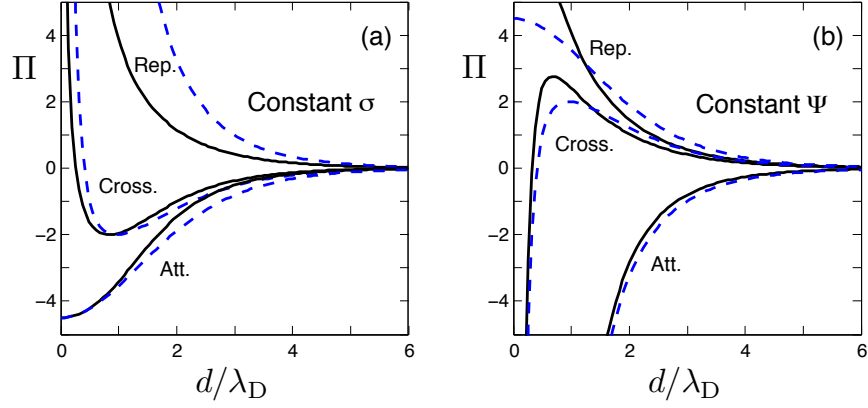 (a)
Π
4
2
0
−2
−4
Rep.
Constant σ
Cross.
Att.
0
2
4
6
d/λD
(b)
Π
4
2
0
−2
−4
Rep.
Constant Ψ
Cross.
Att.
0
2
4
6
d/λD